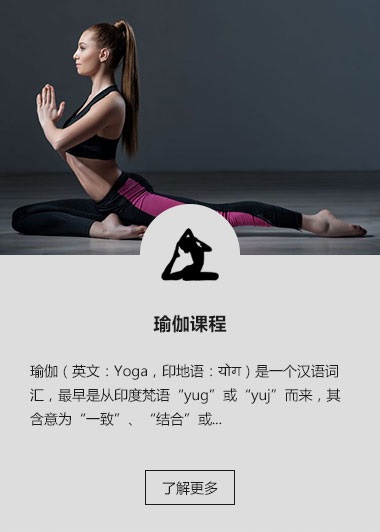 瑜伽课程
瑜伽（英文：Yoga，印地语：योग）是一个汉语词
汇，最早是从印度梵语“yug”或“yuj”而来，其
含意为“一致”、“结合”或...
了解更多